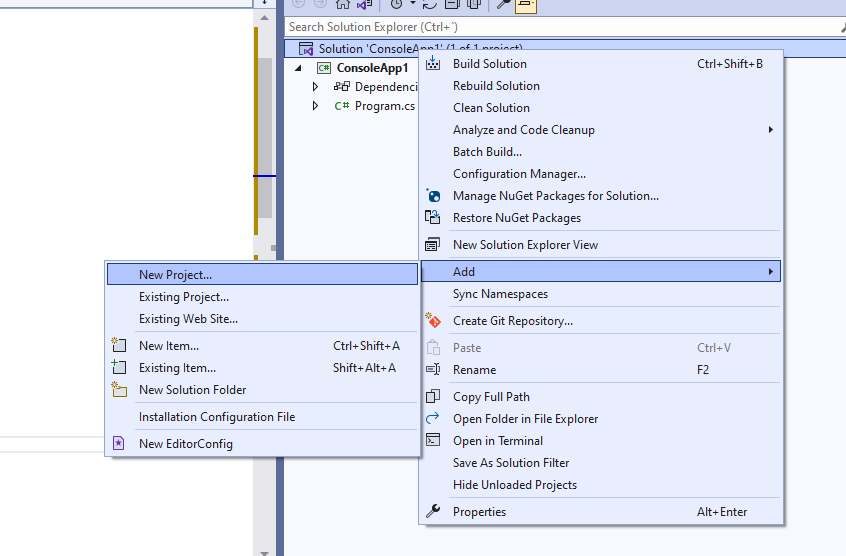 Search Solution Explorer (Ctrl+`)
Solution 'ConsoleApp1' (1 of 1 project)
ConsoleApp1
Dependenci
Program.cs
Build Solution Ctrl+Shift+B
Rebuild Solution
Clean Solution
Analyze and Code Cleanup
Batch Build...
Configuration Manager...
Manage NuGet Packages for Solution...
Restore NuGet Packages
New Solution Explorer View
Add
Sync Namespaces
Create Git Repository...
Paste Ctrl+V
Rename F2
Copy Full Path
Open Folder in File Explorer
Open in Terminal
Save As Solution Filter
Hide Unloaded Projects
Properties Alt+Enter
New Project...
Existing Project...
Existing Web Site...
New Item... Ctrl+Shift+A
Existing Item... Shift+Alt+A
New Solution Folder
Installation Configuration File
New EditorConfig